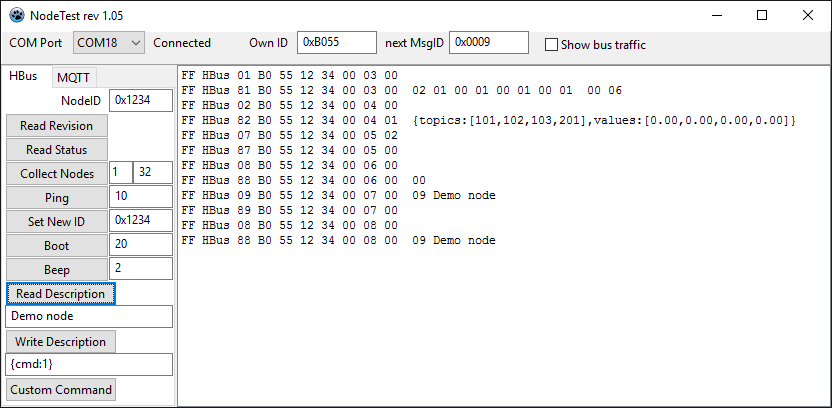 NodeTest rev 1.05
COM Port COM18 Connected Own ID 0xB055 next MsgID 0x0009 Show bus traffic
HBus MQTT
NodeID 0x1234
Read Revision
Read Status
Collect Nodes 1 32
Ping 10
Set New ID 0x1234
Boot 20
Beep 2
Read Description
Demo node
Write Description
{cmd:1}
Custom Command
FF HBus 01 B0 55 12 34 00 03 00
FF HBus 81 B0 55 12 34 00 03 00  02 01 00 01 00 01 00 01  00 06
FF HBus 02 B0 55 12 34 00 04 00
FF HBus 82 B0 55 12 34 00 04 01  {topics:[101,102,103,201],values:[0.00,0.00,0.00,0.00]}
FF HBus 07 B0 55 12 34 00 05 02
FF HBus 87 B0 55 12 34 00 05 00
FF HBus 08 B0 55 12 34 00 06 00
FF HBus 88 B0 55 12 34 00 06 00  00
FF HBus 09 B0 55 12 34 00 07 00  09 Demo node
FF HBus 89 B0 55 12 34 00 07 00
FF HBus 08 B0 55 12 34 00 08 00
FF HBus 88 B0 55 12 34 00 08 00  09 Demo node